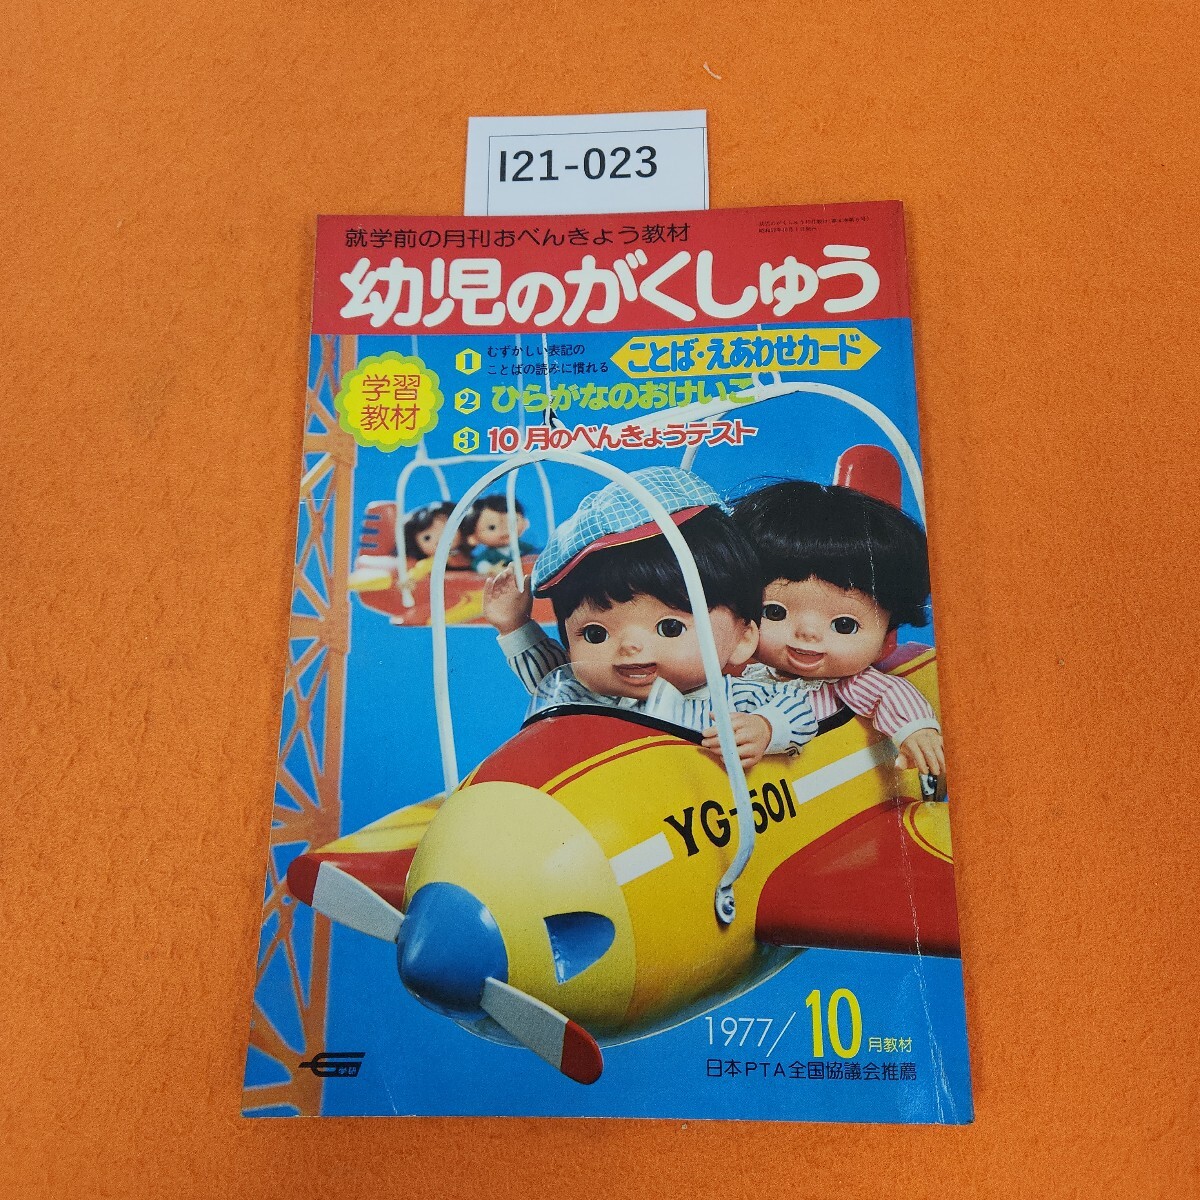 I21-023
就学前の月刊おべんきょう教材
幼児のがくしゅう
学習
教材
1 むずかしい表記の
ことばの読みに慣れる
ことば・えあわせカード
2 ひらがなのおけいこ
3 10月のべんきょうテスト
YG-501
1977/10月教材
日本PTA全国協議会推薦
学研